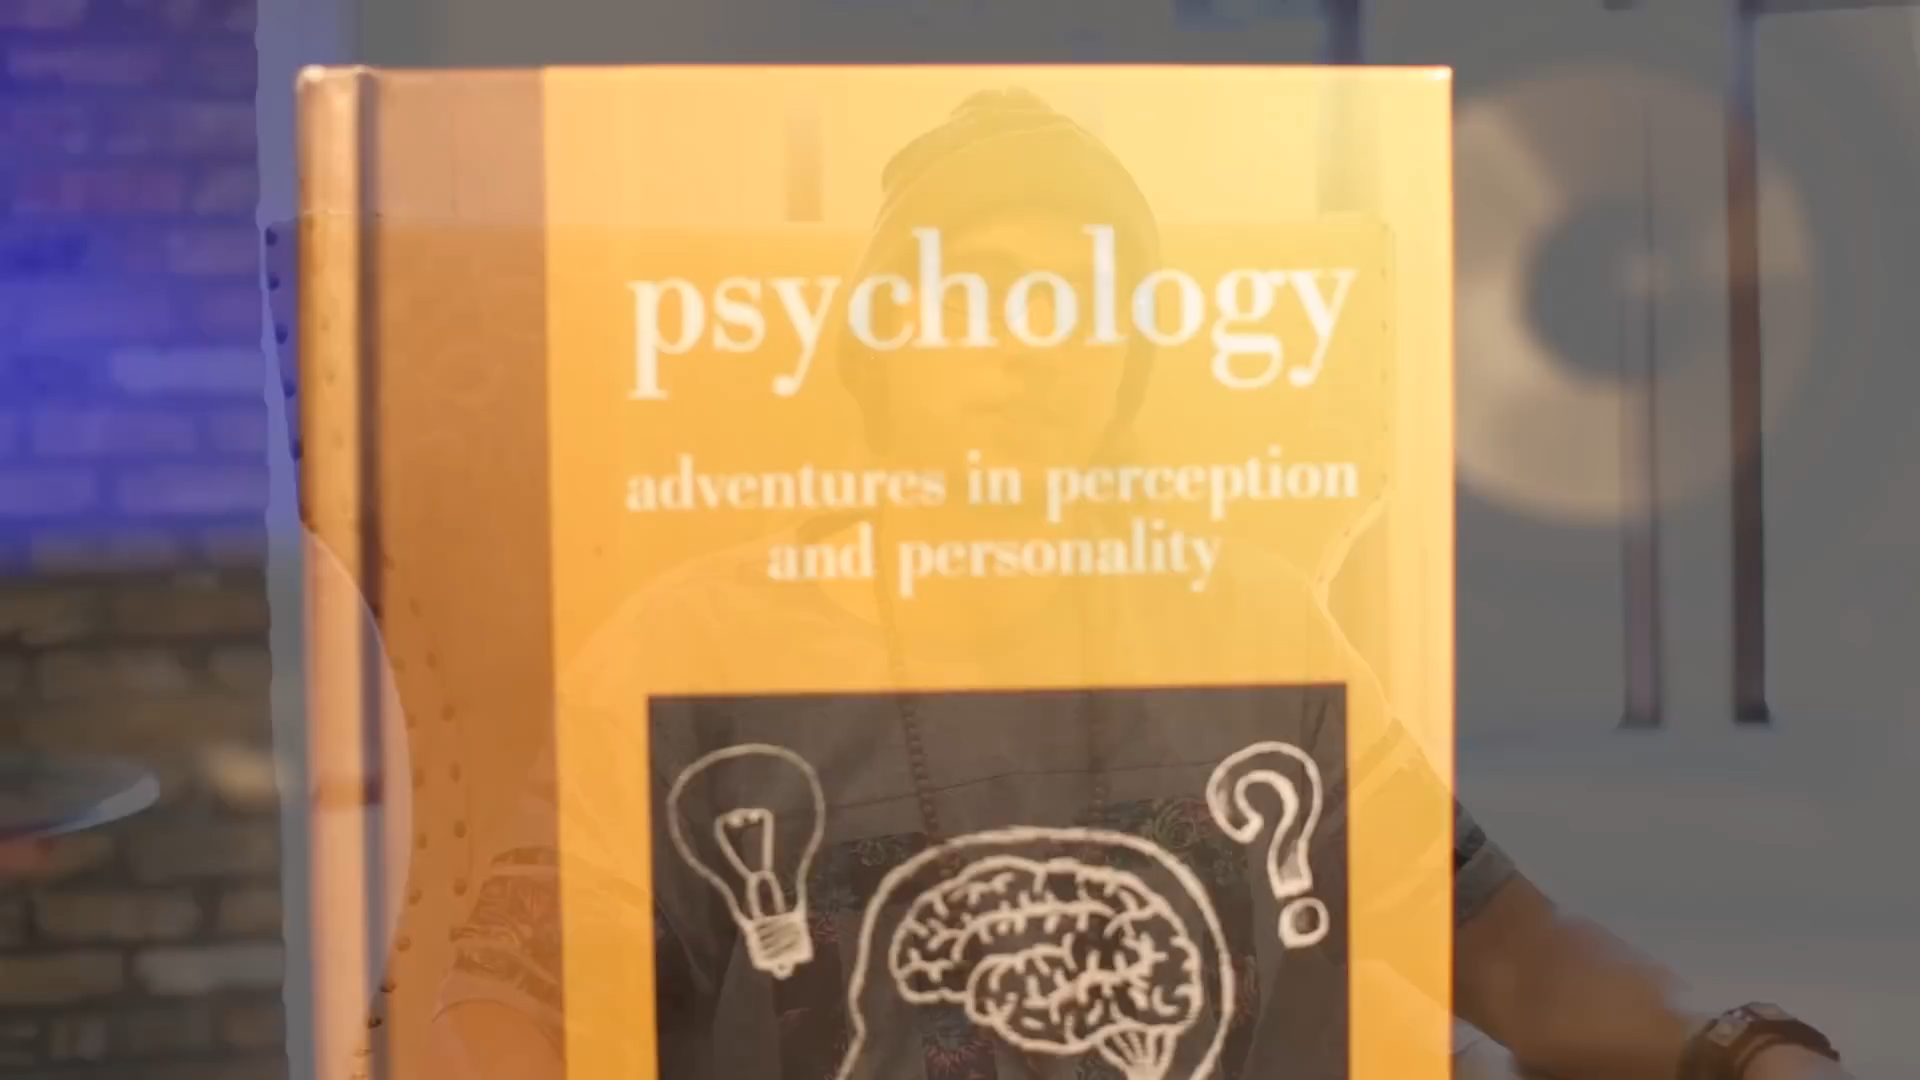 psychology
adventures in perception
and personality
?